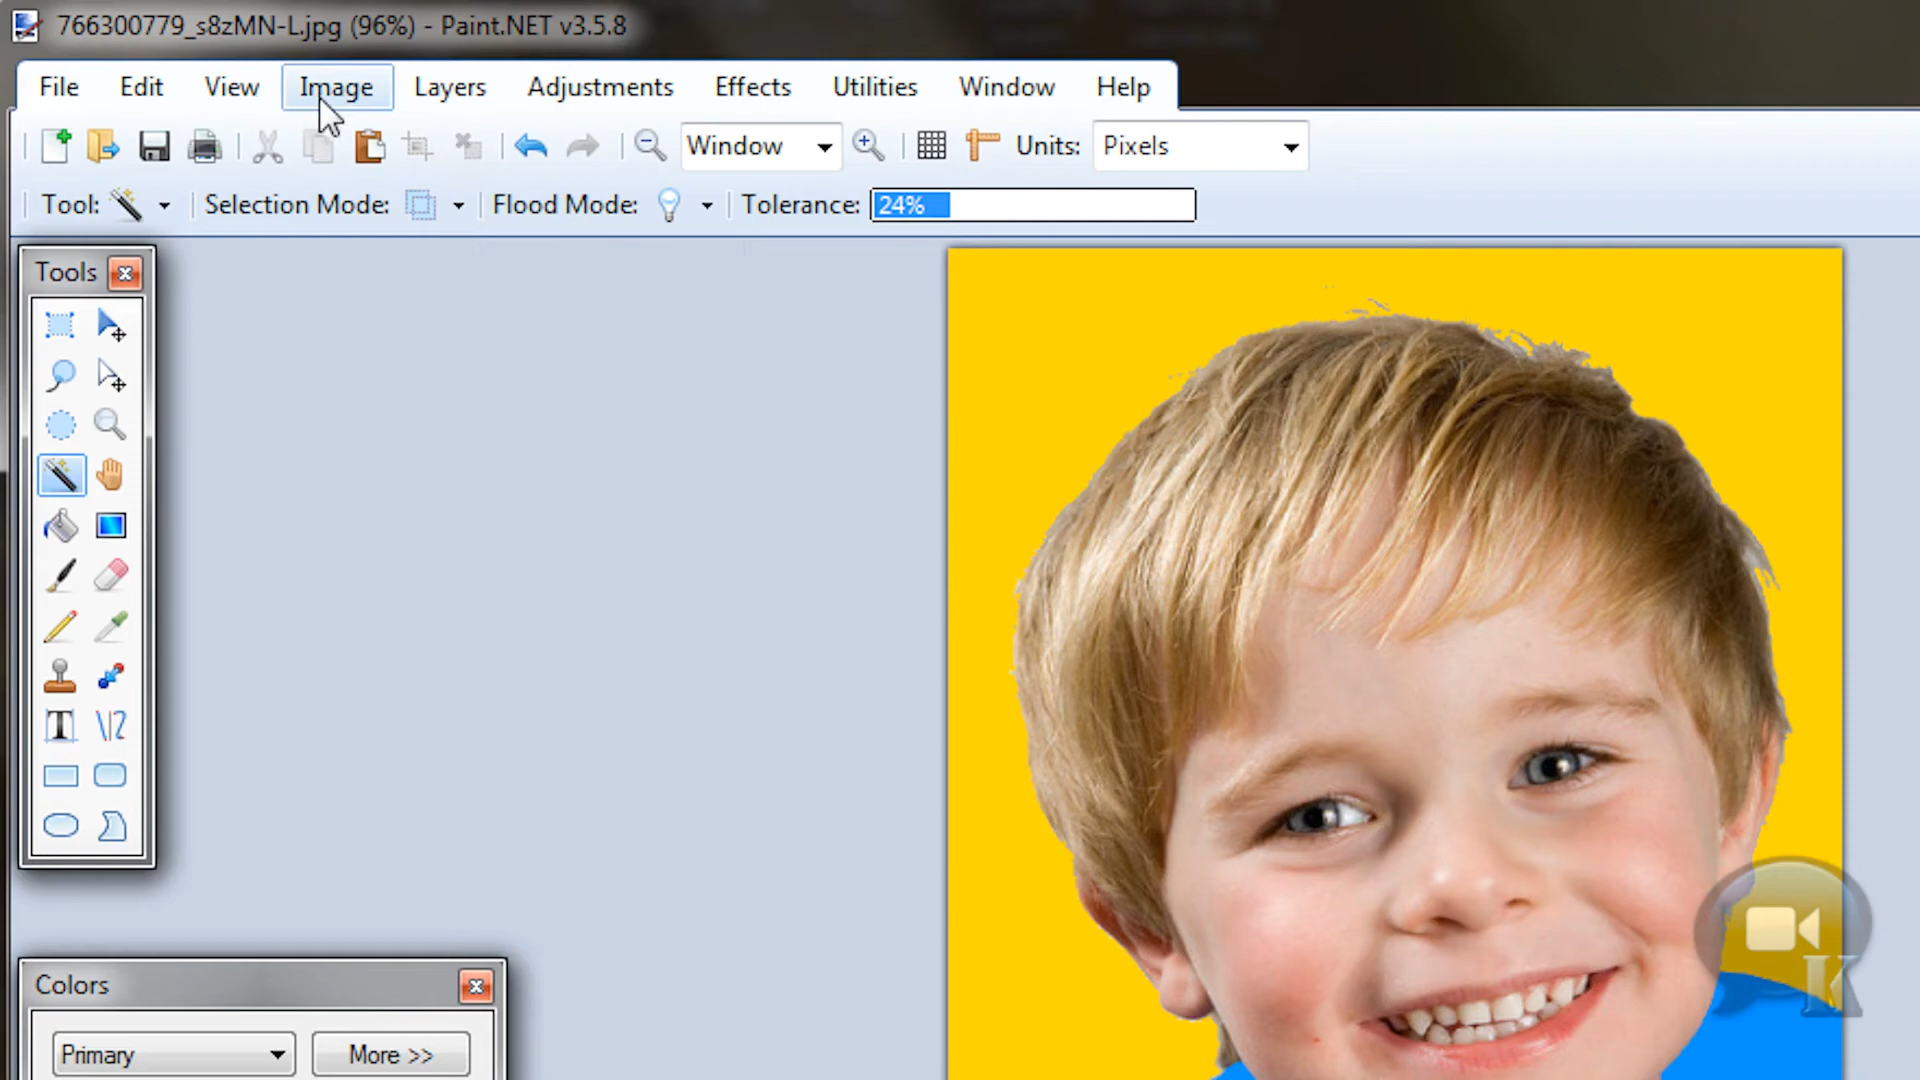 766300779_s8zMN-L.jpg (96%) - Paint.NET v3.5.8
File Edit View Image Layers Adjustments Effects Utilities Window Help
Window Units: Pixels
Tool: Selection Mode: Flood Mode: Tolerance: 24%
Tools
T
Colors
Primary More >>
K